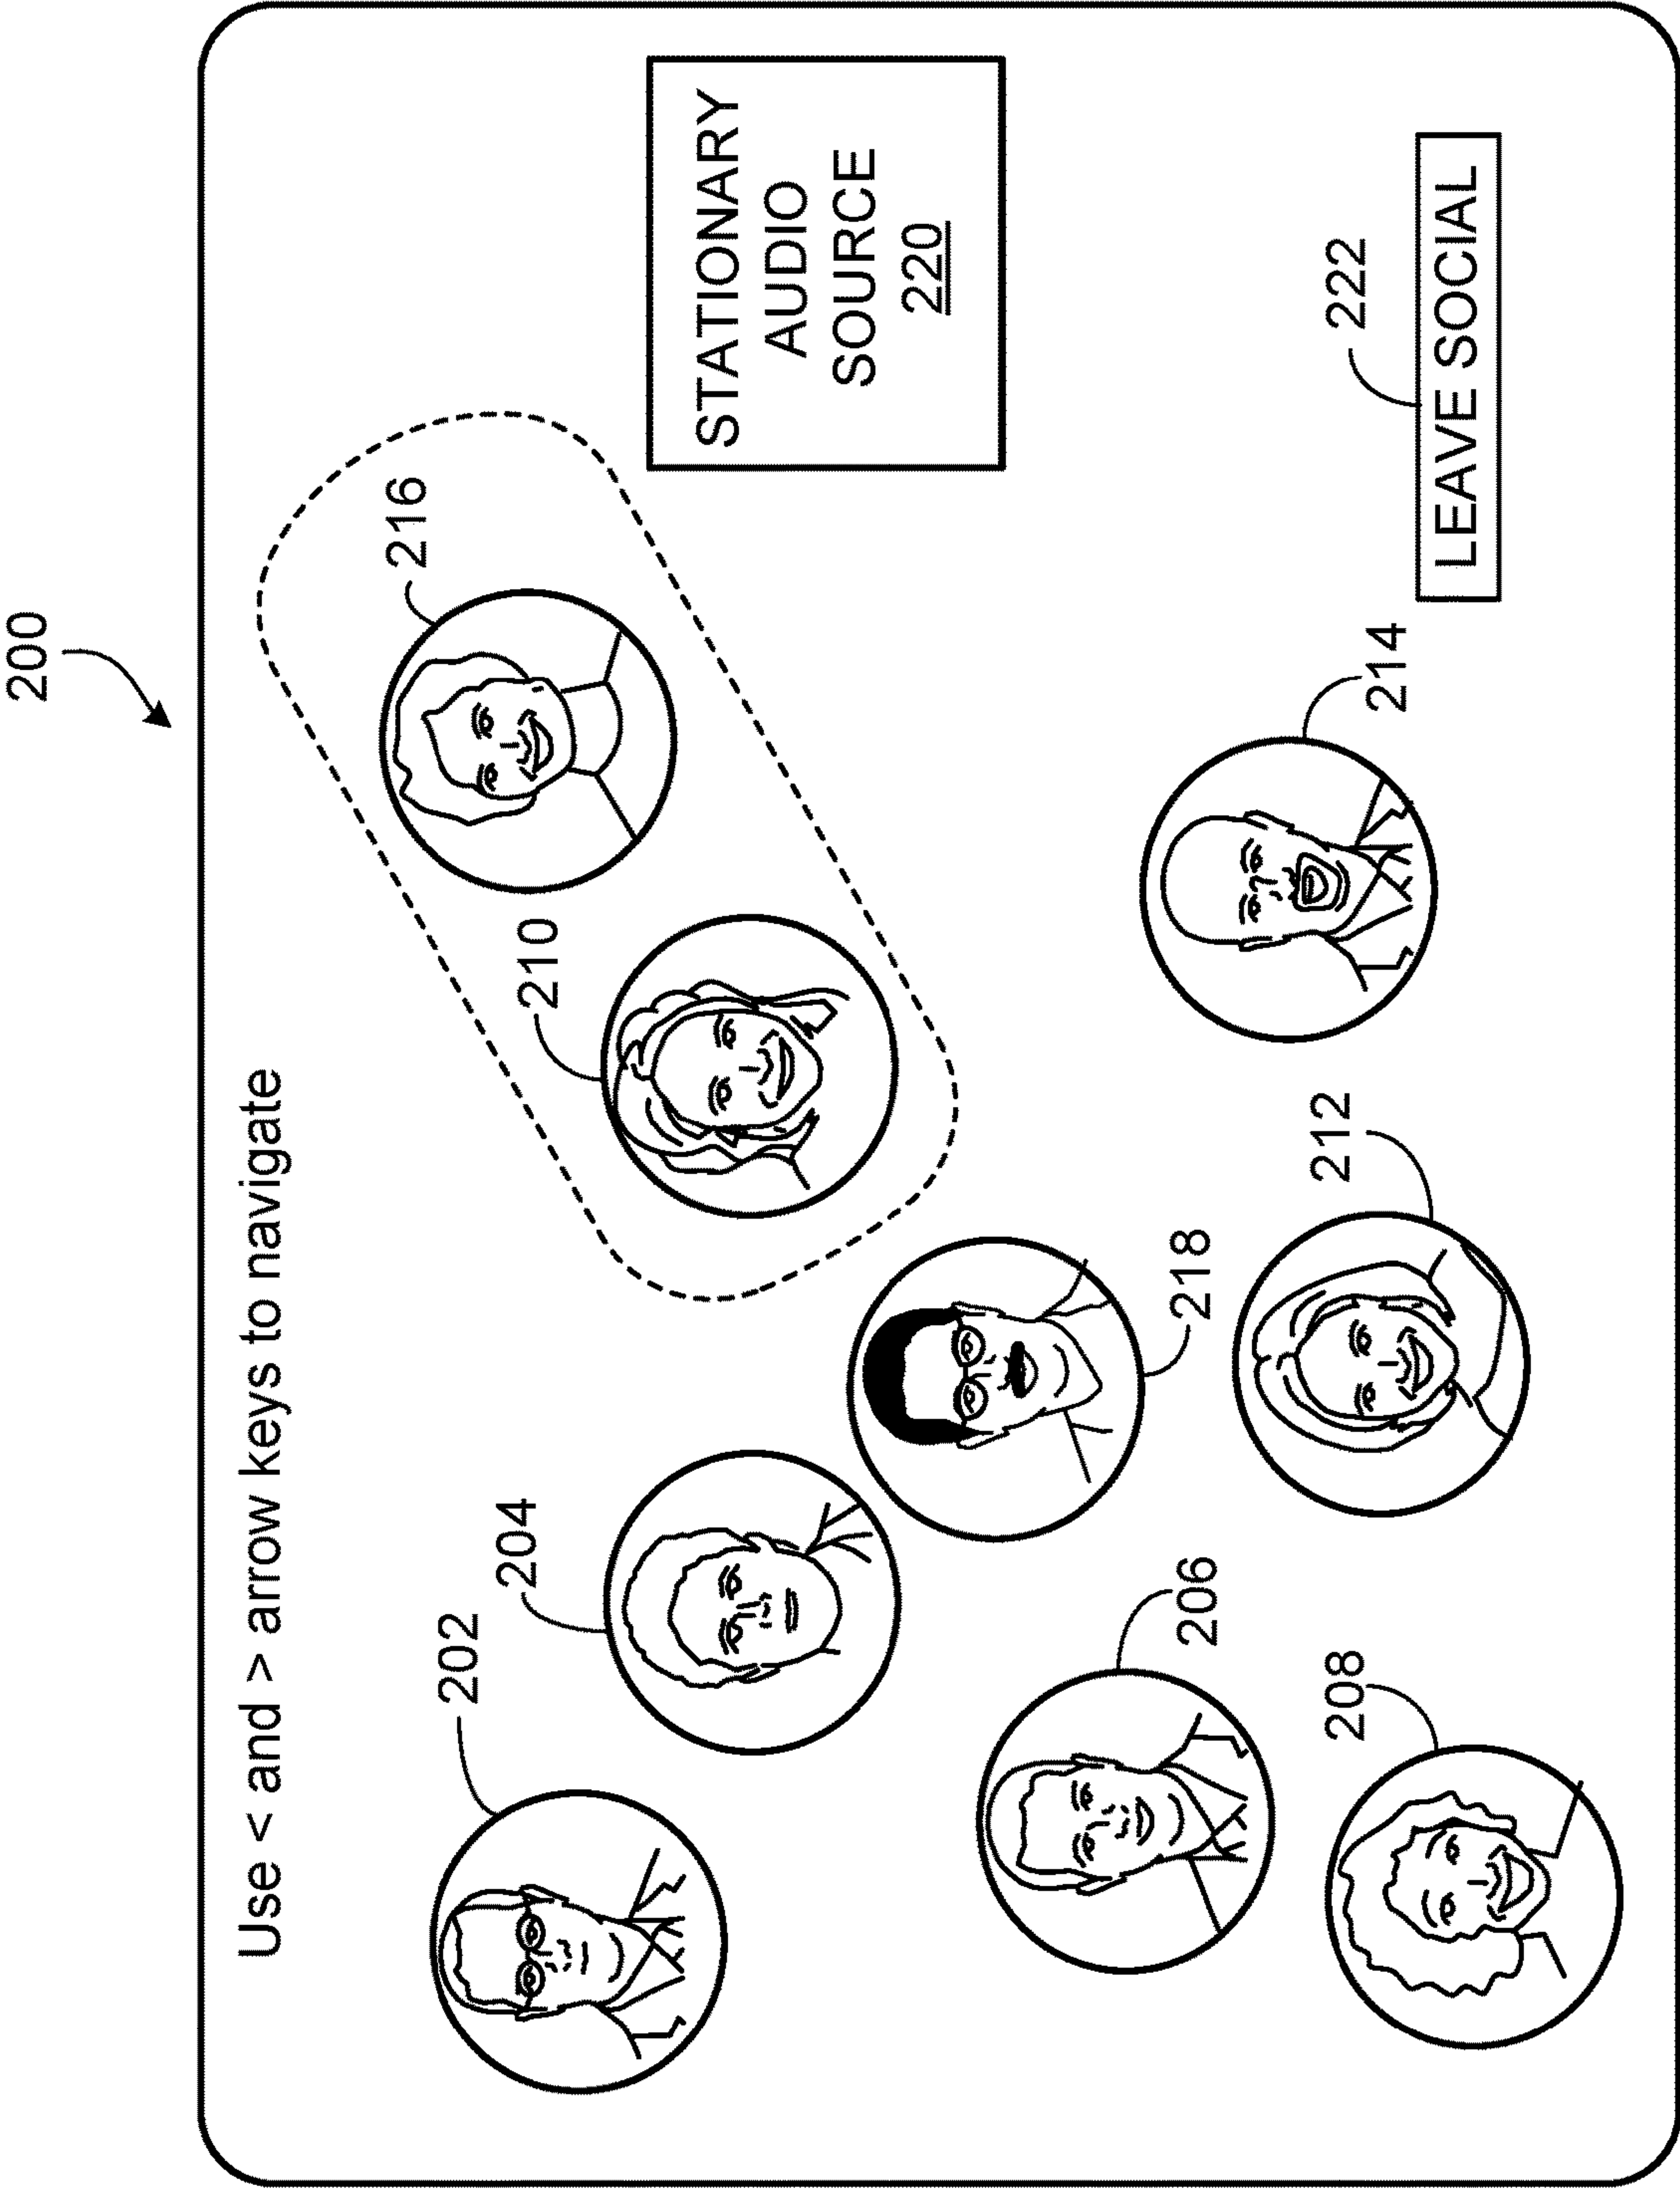 200
Use < and > arrow keys to navigate
202
204
210
216
STATIONARY
AUDIO
SOURCE
220
218
206
212
214
208
222
LEAVE SOCIAL